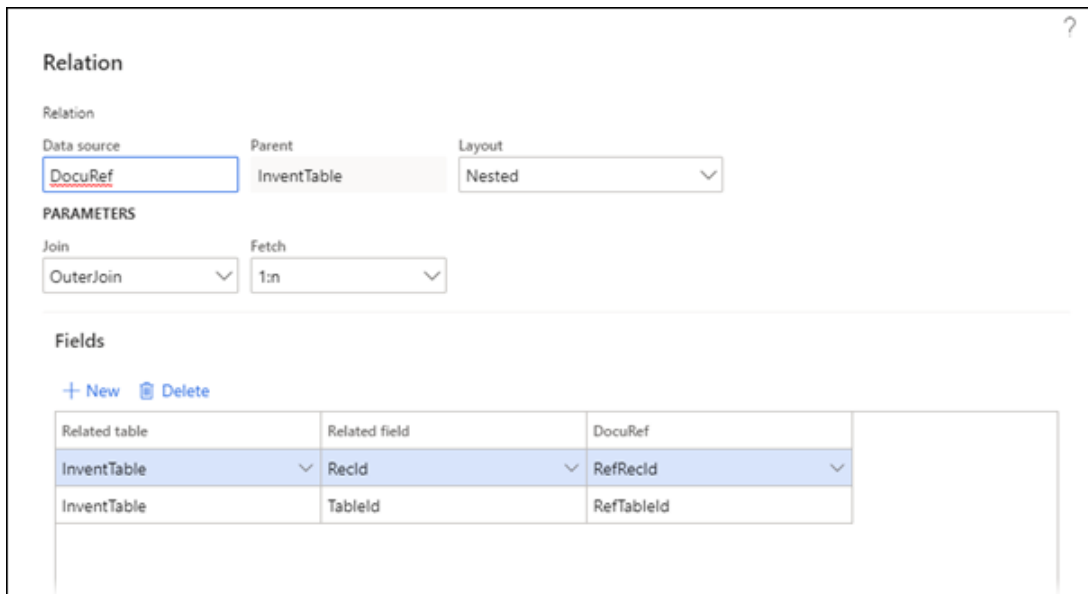 ?
Relation
Relation
Data source Parent Layout
DocuRef InventTable Nested
PARAMETERS
Join Fetch
OuterJoin 1:n
Fields
+ New Delete
Related table Related field DocuRef
InventTable RecId RefRecId
InventTable TableId RefTableId